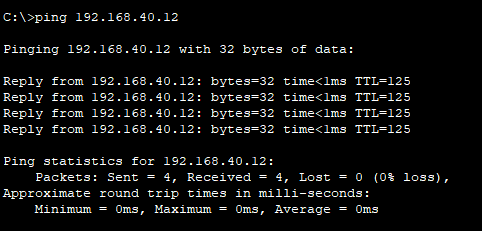 C:\>ping 192.168.40.12
Pinging 192.168.40.12 with 32 bytes of data:
Reply from 192.168.40.12: bytes=32 time<1ms TTL=125
Reply from 192.168.40.12: bytes=32 time<1ms TTL=125
Reply from 192.168.40.12: bytes=32 time<1ms TTL=125
Reply from 192.168.40.12: bytes=32 time<1ms TTL=125
Ping statistics for 192.168.40.12:
    Packets: Sent = 4, Received = 4, Lost = 0 (0% loss),
Approximate round trip times in milli-seconds:
    Minimum = 0ms, Maximum = 0ms, Average = 0ms